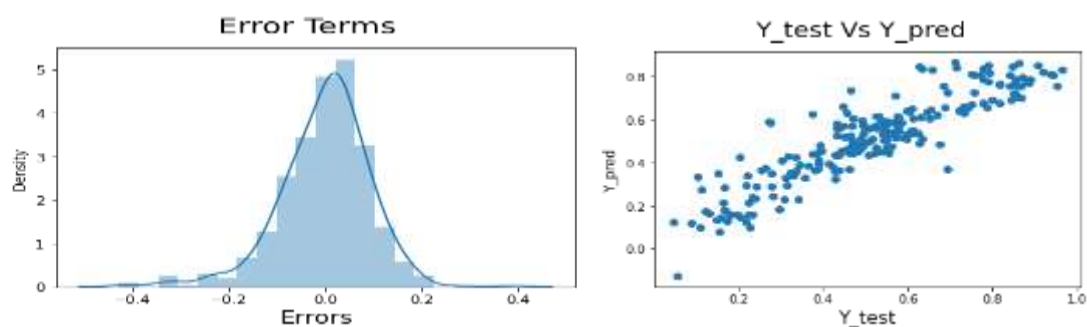 Error Terms
Density
5
4
3
2
1
0
−0.4 −0.2 0.0 0.2 0.4
Errors
Y_test Vs Y_pred
Y_pred
0.8
0.6
0.4
0.2
0.0
0.2 0.4 0.6 0.8 1.0
Y_test